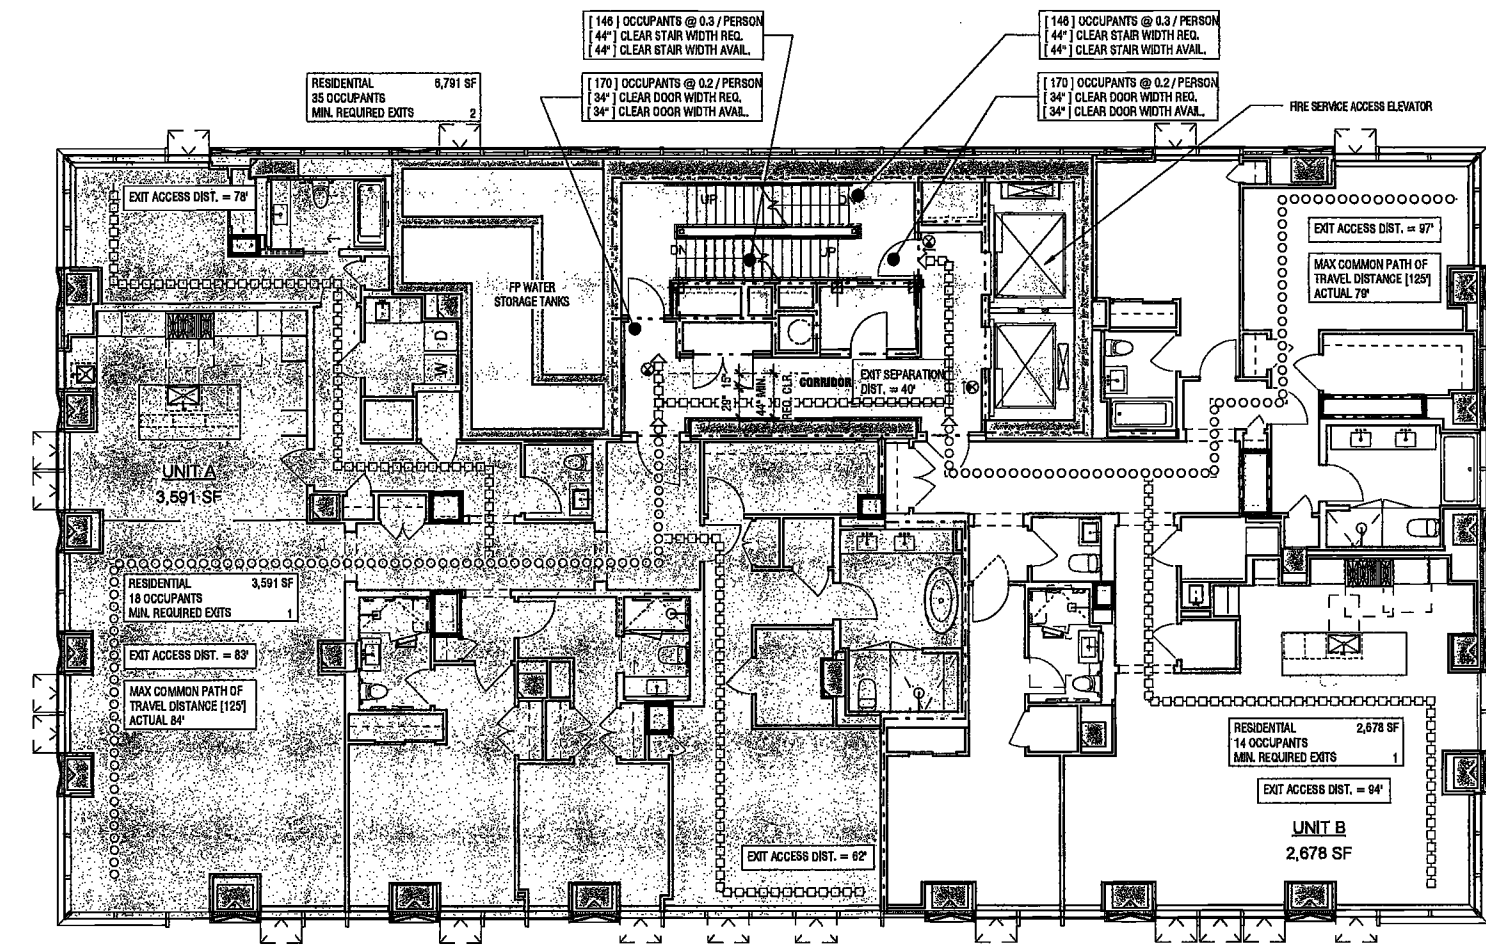 [ 146 ] OCCUPANTS @ 0.3 / PERSON
[ 44" ] CLEAR STAIR WIDTH REQ.
[ 44" ] CLEAR STAIR WIDTH AVAIL.
[ 146 ] OCCUPANTS @ 0.3 / PERSON
[ 44" ] CLEAR STAIR WIDTH REQ.
[ 44" ] CLEAR STAIR WIDTH AVAIL.
RESIDENTIAL 6,791 SF
35 OCCUPANTS
MIN. REQUIRED EXITS 2
[ 170 ] OCCUPANTS @ 0.2 / PERSON
[ 34" ] CLEAR DOOR WIDTH REQ.
[ 34" ] CLEAR DOOR WIDTH AVAIL.
[ 170 ] OCCUPANTS @ 0.2 / PERSON
[ 34" ] CLEAR DOOR WIDTH REQ.
[ 34" ] CLEAR DOOR WIDTH AVAIL.
FIRE SERVICE ACCESS ELEVATOR
EXIT ACCESS DIST. = 78'
UP
DN
DN
UP
EXIT ACCESS DIST. = 97'
MAX COMMON PATH OF
TRAVEL DISTANCE [125']
ACTUAL 79'
FP WATER
STORAGE TANKS
D
W
29" 15"
44" MIN.
REQ. CLR.
CORRIDOR
EXIT SEPARATION
DIST. = 40'
UNIT A
3,591 SF
RESIDENTIAL 3,591 SF
18 OCCUPANTS
MIN. REQUIRED EXITS 1
EXIT ACCESS DIST. = 83'
MAX COMMON PATH OF
TRAVEL DISTANCE [125']
ACTUAL 84'
RESIDENTIAL 2,678 SF
14 OCCUPANTS
MIN. REQUIRED EXITS 1
EXIT ACCESS DIST. = 94'
UNIT B
2,678 SF
EXIT ACCESS DIST. = 62'